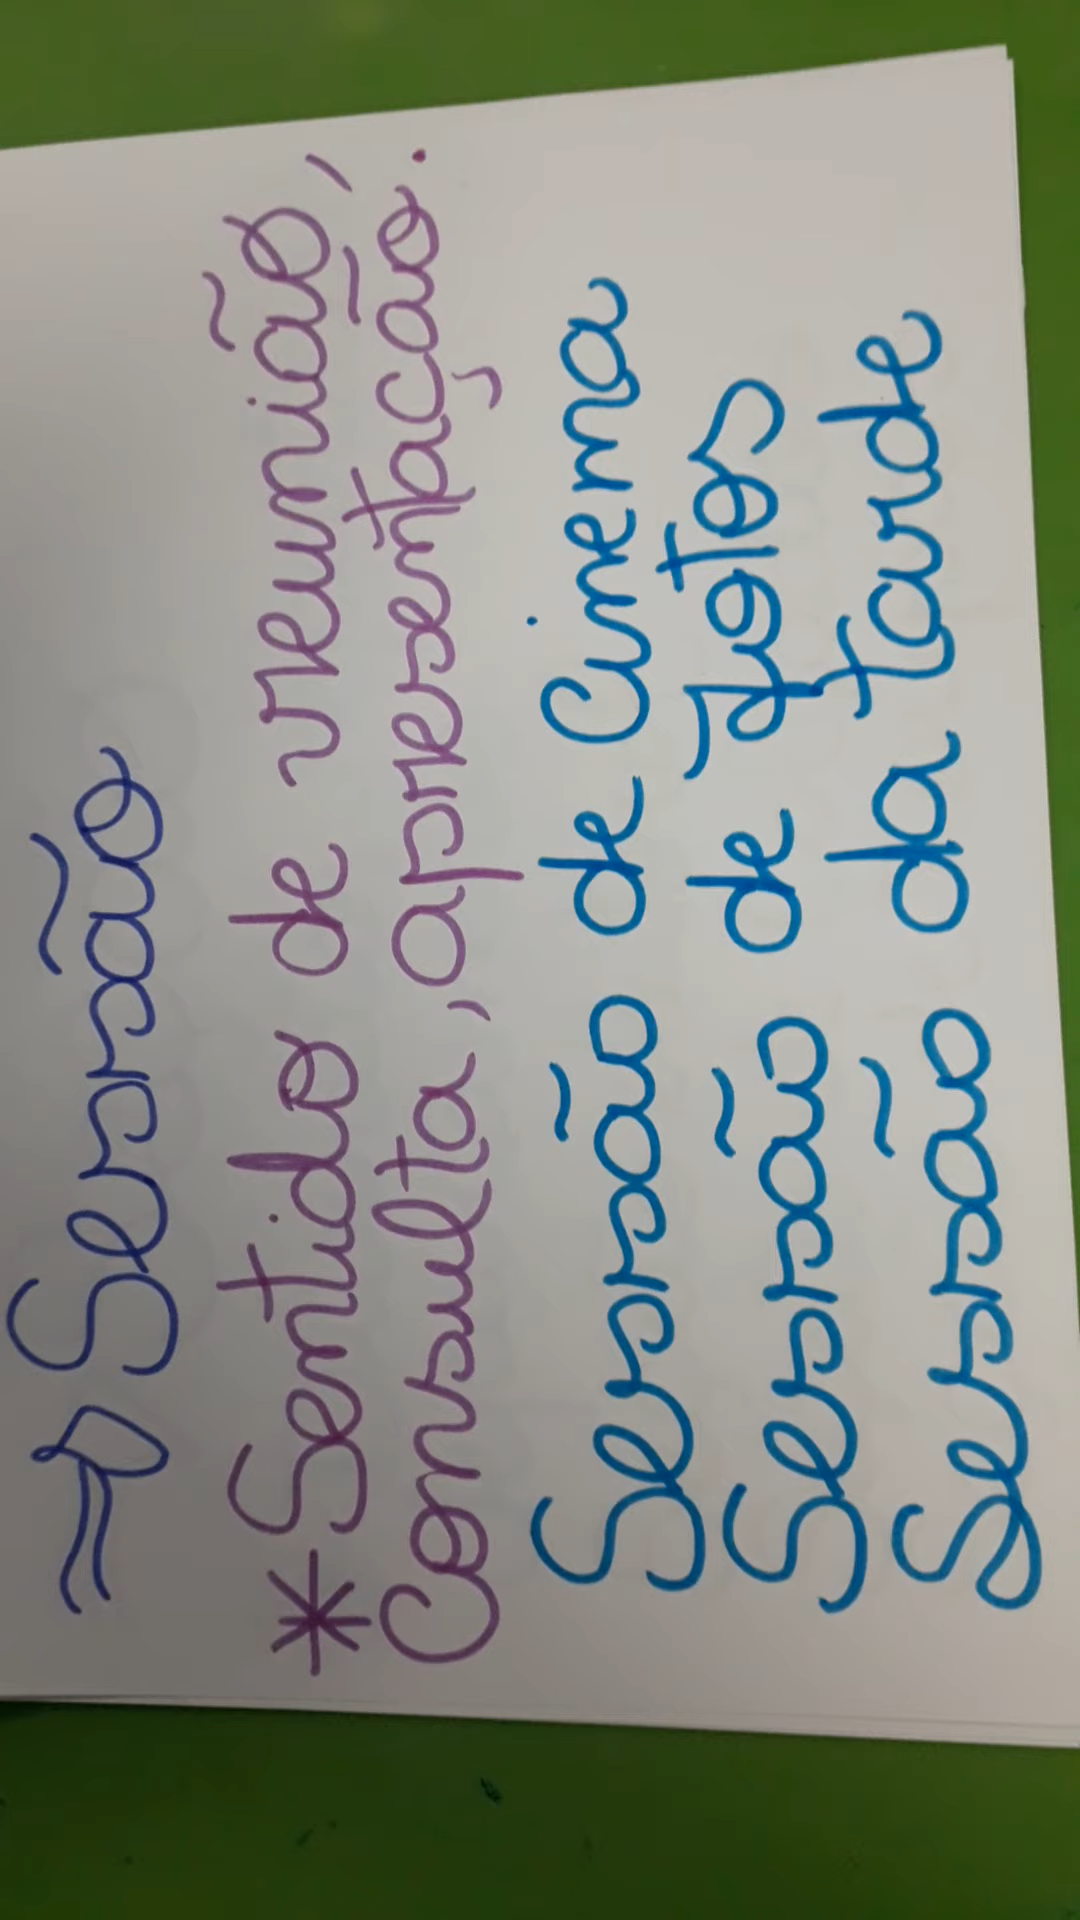 ⇒ Sessão
* Sentido de reunião,
Consulta, apresentação.
Sessão de Cinema
Sessão de fotos
Sessão da tarde